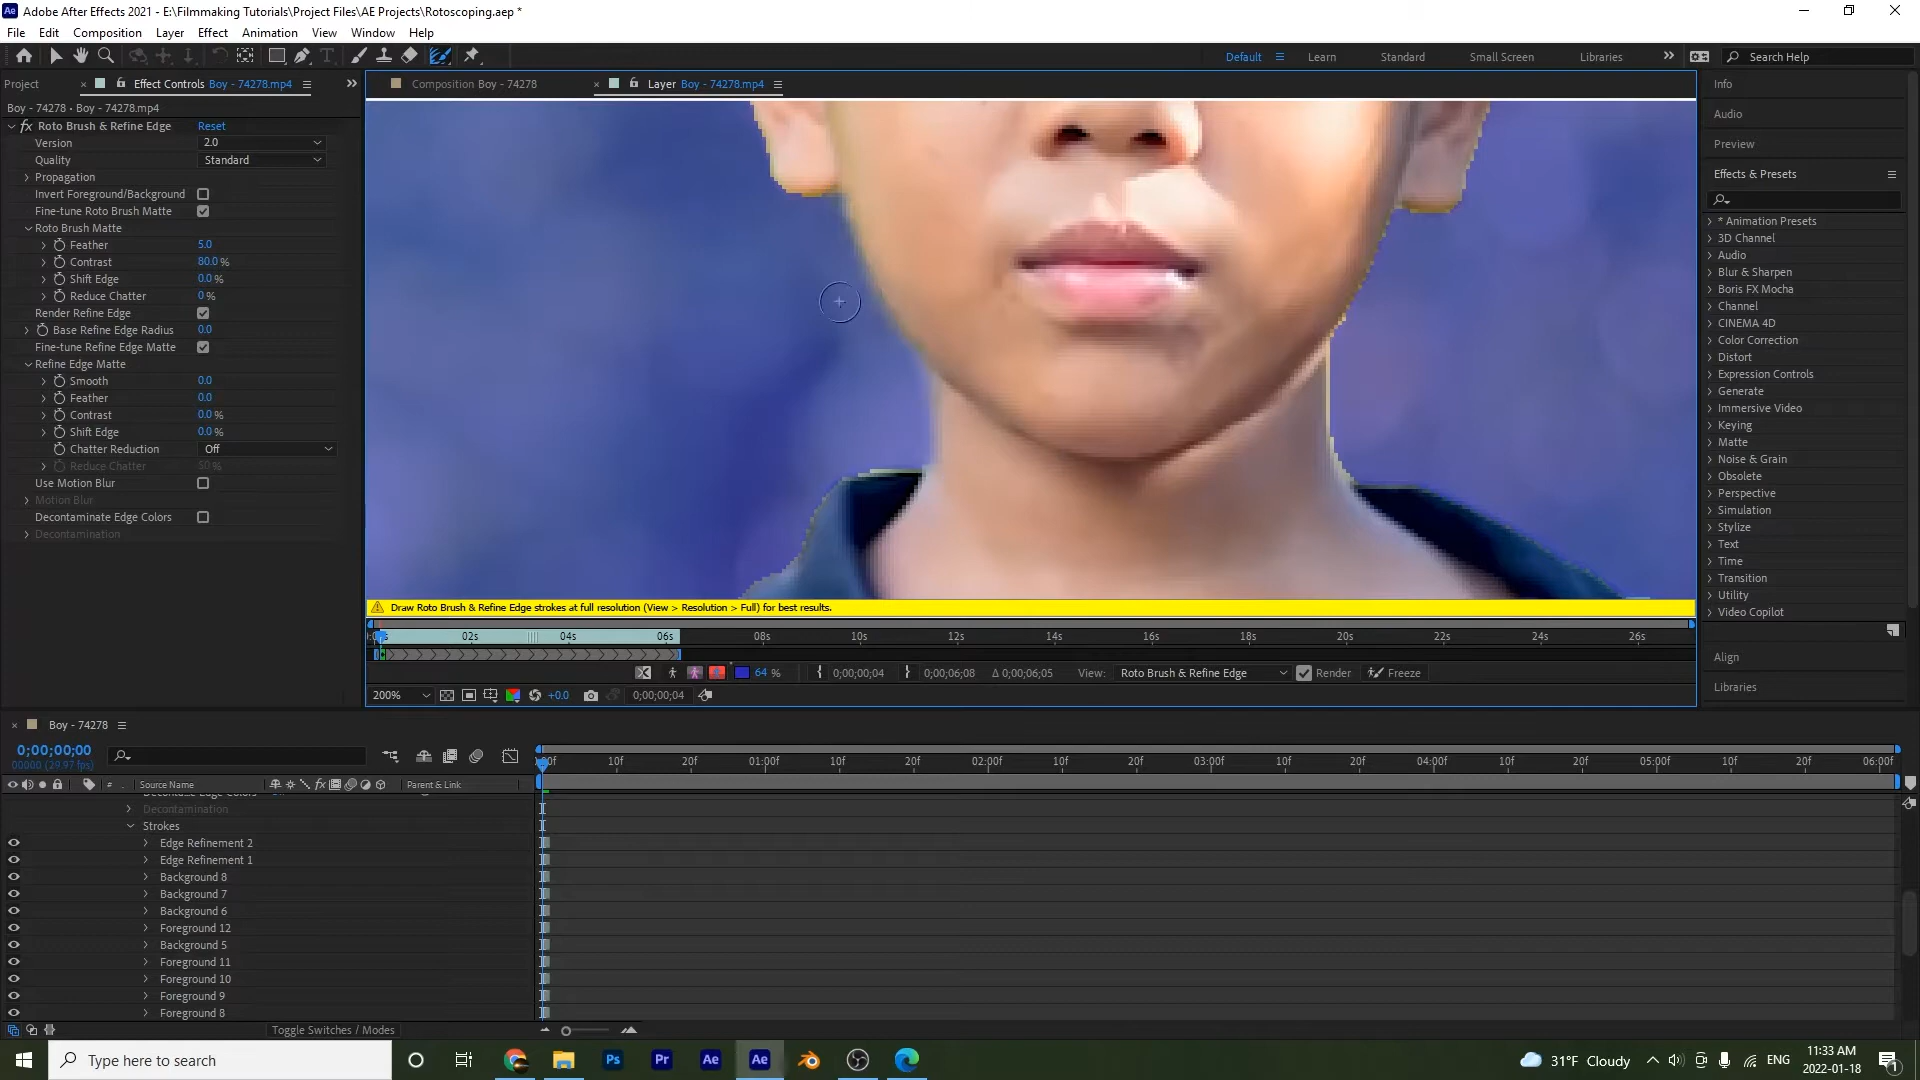 Adobe After Effects 2021 - E:\Filmmaking Tutorials\Project Files\AE Projects\Rotoscoping.aep *
File Edit Composition Layer Effect Animation View Window Help
Default Learn Standard Small Screen Libraries Search Help
Project Effect Controls Boy - 74278.mp4
Composition Boy - 74278
Layer Boy - 74278.mp4
Boy - 74278 • Boy - 74278.mp4
fx Roto Brush & Refine Edge Reset
Version 2.0
Quality Standard
Propagation
Invert Foreground/Background
Fine-tune Roto Brush Matte
Roto Brush Matte
Feather 5.0
Contrast 80.0 %
Shift Edge 0.0 %
Reduce Chatter 0 %
Render Refine Edge
Base Refine Edge Radius 0.0
Fine-tune Refine Edge Matte
Refine Edge Matte
Smooth 0.0
Feather 0.0
Contrast 0.0 %
Shift Edge 0.0 %
Chatter Reduction Off
Reduce Chatter 50 %
Use Motion Blur
Motion Blur
Decontaminate Edge Colors
Decontamination
Draw Roto Brush & Refine Edge strokes at full resolution (View > Resolution > Full) for best results.
02s 04s 06s 08s 10s 12s 14s 16s 18s 20s 22s 24s 26s
64 % 0;00;00;04 0;00;06;08 Δ 0;00;06;05 View: Roto Brush & Refine Edge Render Freeze
200% +0.0 0;00;00;04
Info
Audio
Preview
Effects & Presets
* Animation Presets
3D Channel
Audio
Blur & Sharpen
Boris FX Mocha
Channel
CINEMA 4D
Color Correction
Distort
Expression Controls
Generate
Immersive Video
Keying
Matte
Noise & Grain
Obsolete
Perspective
Simulation
Stylize
Text
Time
Transition
Utility
Video Copilot
Align
Libraries
Boy - 74278
0;00;00;00
00000 (29.97 fps)
:00f 10f 20f 01:00f 10f 20f 02:00f 10f 20f 03:00f 10f 20f 04:00f 10f 20f 05:00f 10f 20f 06:00f
# Source Name fx Parent & Link
Decontamination
Strokes
Edge Refinement 2
Edge Refinement 1
Background 8
Background 7
Background 6
Foreground 12
Background 5
Foreground 11
Foreground 10
Foreground 9
Foreground 8
Toggle Switches / Modes
Type here to search
Ps Pr Ae Ae
31°F Cloudy ENG
11:33 AM
2022-01-18
1